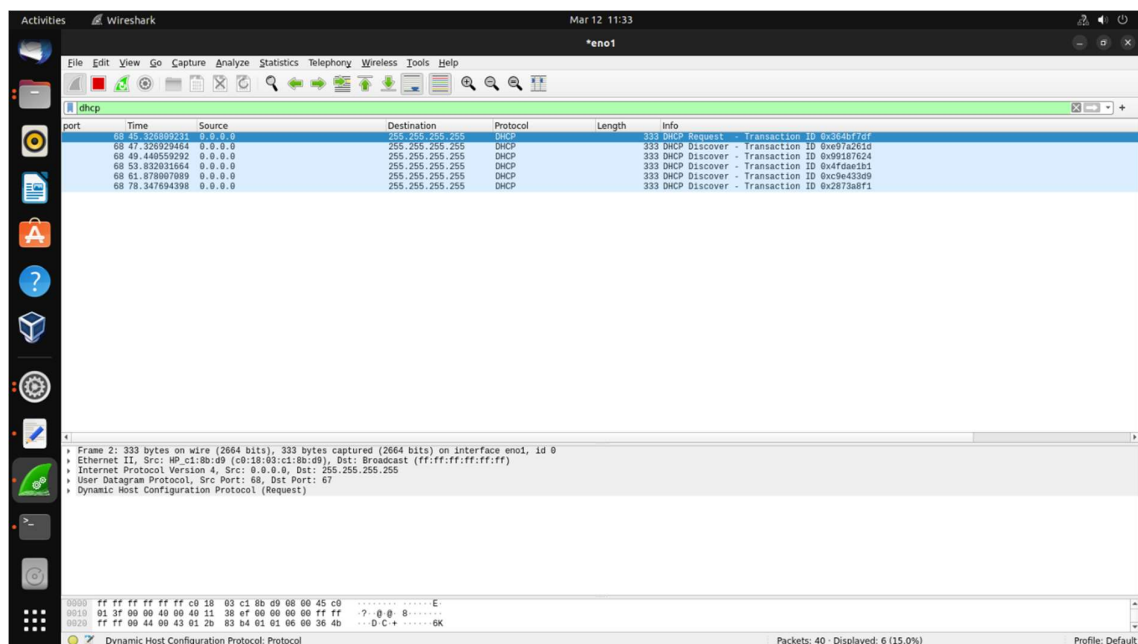 Activities Wireshark Mar 12 11:33
*eno1
File Edit View Go Capture Analyze Statistics Telephony Wireless Tools Help
dhcp
port Time Source Destination Protocol Length Info
68 45.326809231 0.0.0.0 255.255.255.255 DHCP 333 DHCP Request - Transaction ID 0x364bf7df
68 47.326929464 0.0.0.0 255.255.255.255 DHCP 333 DHCP Discover - Transaction ID 0xe97a261d
68 49.440559292 0.0.0.0 255.255.255.255 DHCP 333 DHCP Discover - Transaction ID 0x99187624
68 53.832031664 0.0.0.0 255.255.255.255 DHCP 333 DHCP Discover - Transaction ID 0x4fdae1b1
68 61.878007089 0.0.0.0 255.255.255.255 DHCP 333 DHCP Discover - Transaction ID 0xc9e433d9
68 78.347694398 0.0.0.0 255.255.255.255 DHCP 333 DHCP Discover - Transaction ID 0x2873a8f1
Frame 2: 333 bytes on wire (2664 bits), 333 bytes captured (2664 bits) on interface eno1, id 0
Ethernet II, Src: HP_c1:8b:d9 (c0:18:03:c1:8b:d9), Dst: Broadcast (ff:ff:ff:ff:ff:ff)
Internet Protocol Version 4, Src: 0.0.0.0, Dst: 255.255.255.255
User Datagram Protocol, Src Port: 68, Dst Port: 67
Dynamic Host Configuration Protocol (Request)
0000 ff ff ff ff ff ff c0 18 03 c1 8b d9 08 00 45 c0 ········ ······E·
0010 01 3f 00 00 40 00 40 11 38 ef 00 00 00 00 ff ff ·?··@·@· 8·······
0020 ff ff 00 44 00 43 01 2b 83 b4 01 01 06 00 36 4b ···D·C·+ ······6K
Dynamic Host Configuration Protocol: Protocol Packets: 40 · Displayed: 6 (15.0%) Profile: Default